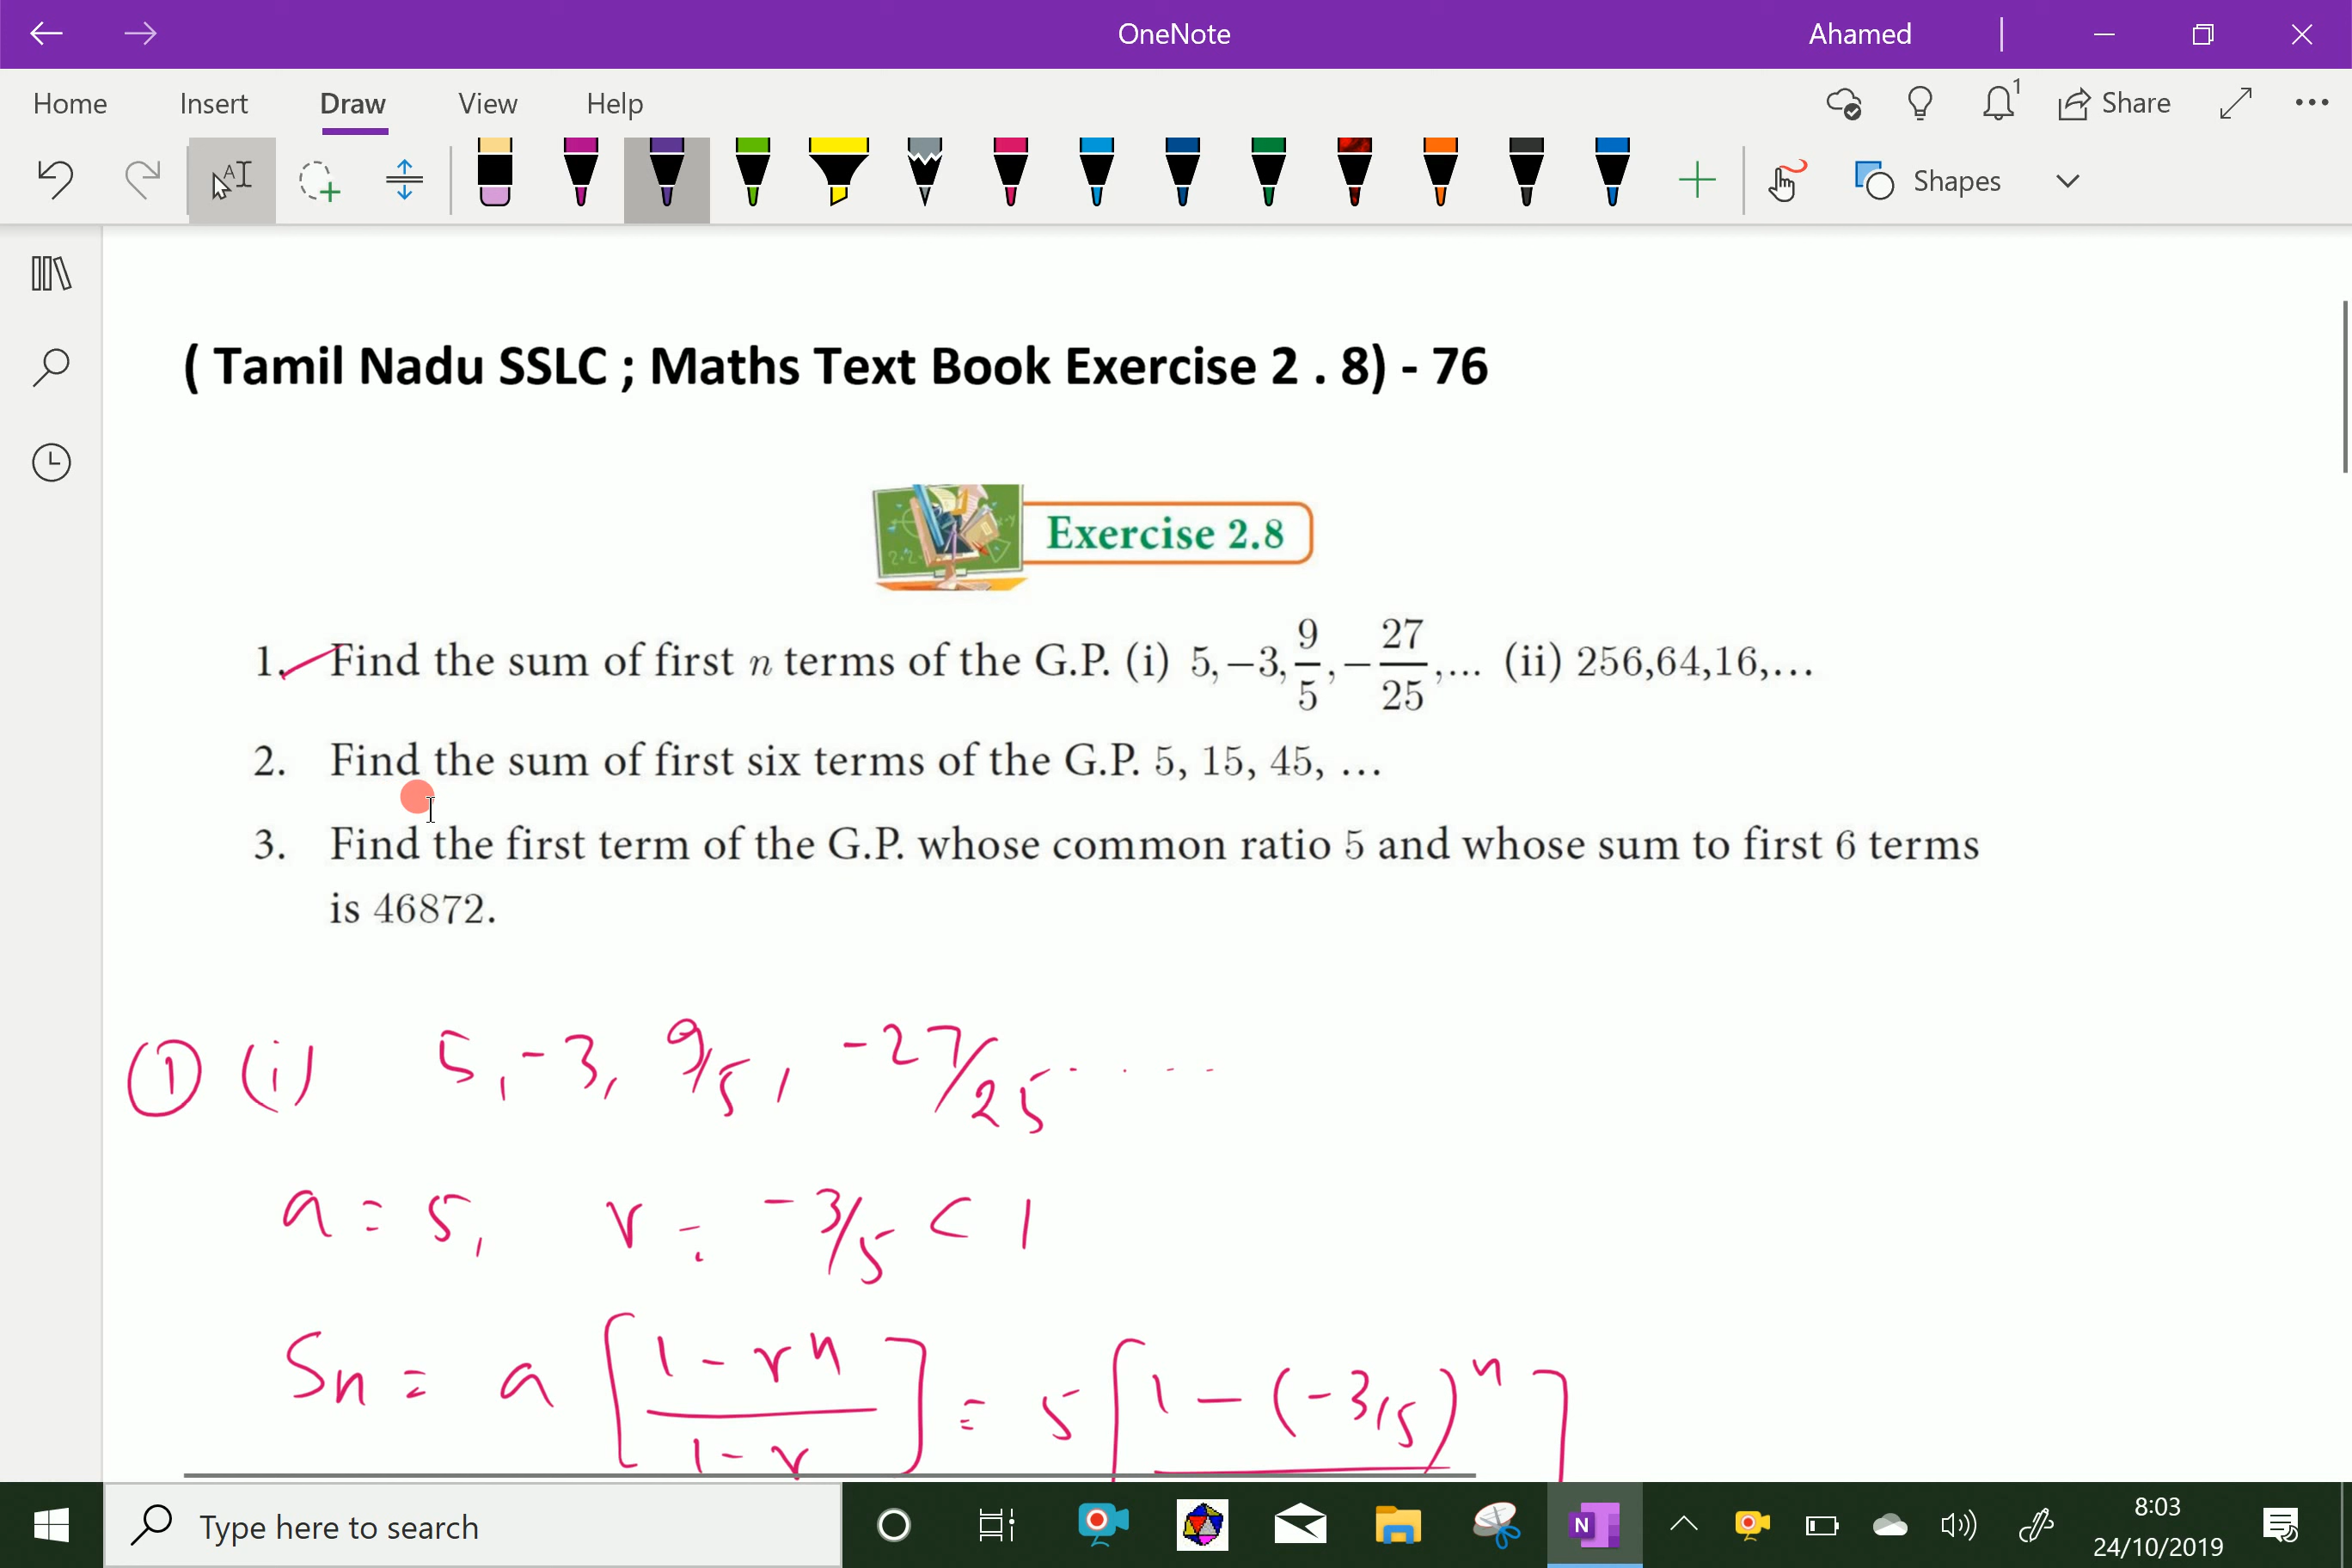 OneNote
Ahamed
Home Insert Draw View Help
1
Share
AI
Shapes
( Tamil Nadu SSLC ; Maths Text Book Exercise 2 . 8) - 76
Exercise 2.8
1. Find the sum of first n terms of the G.P. (i) 5, −3, 9/5, −27/25, ... (ii) 256,64,16,...
2. Find the sum of first six terms of the G.P. 5, 15, 45, ...
3. Find the first term of the G.P. whose common ratio 5 and whose sum to first 6 terms
is 46872.
① (i) 5, -3, 9/5, -27/25 .....
a = 5, r = -3/5 < 1
Sn = a [ 1 - r^n / 1 - r ] = 5 [ 1 - (-3/5)^n ]
Type here to search
N
8:03
24/10/2019